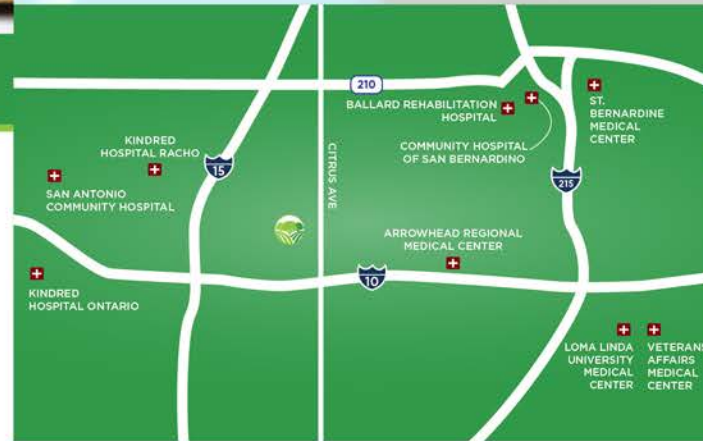 210
BALLARD REHABILITATION
HOSPITAL
ST.
BERNARDINE
MEDICAL
CENTER
KINDRED
HOSPITAL RACHO
COMMUNITY HOSPITAL
OF SAN BERNARDINO
CITRUS AVE
15
215
SAN ANTONIO
COMMUNITY HOSPITAL
ARROWHEAD REGIONAL
MEDICAL CENTER
10
KINDRED
HOSPITAL ONTARIO
LOMA LINDA
UNIVERSITY
MEDICAL
CENTER
VETERANS
AFFAIRS
MEDICAL
CENTER